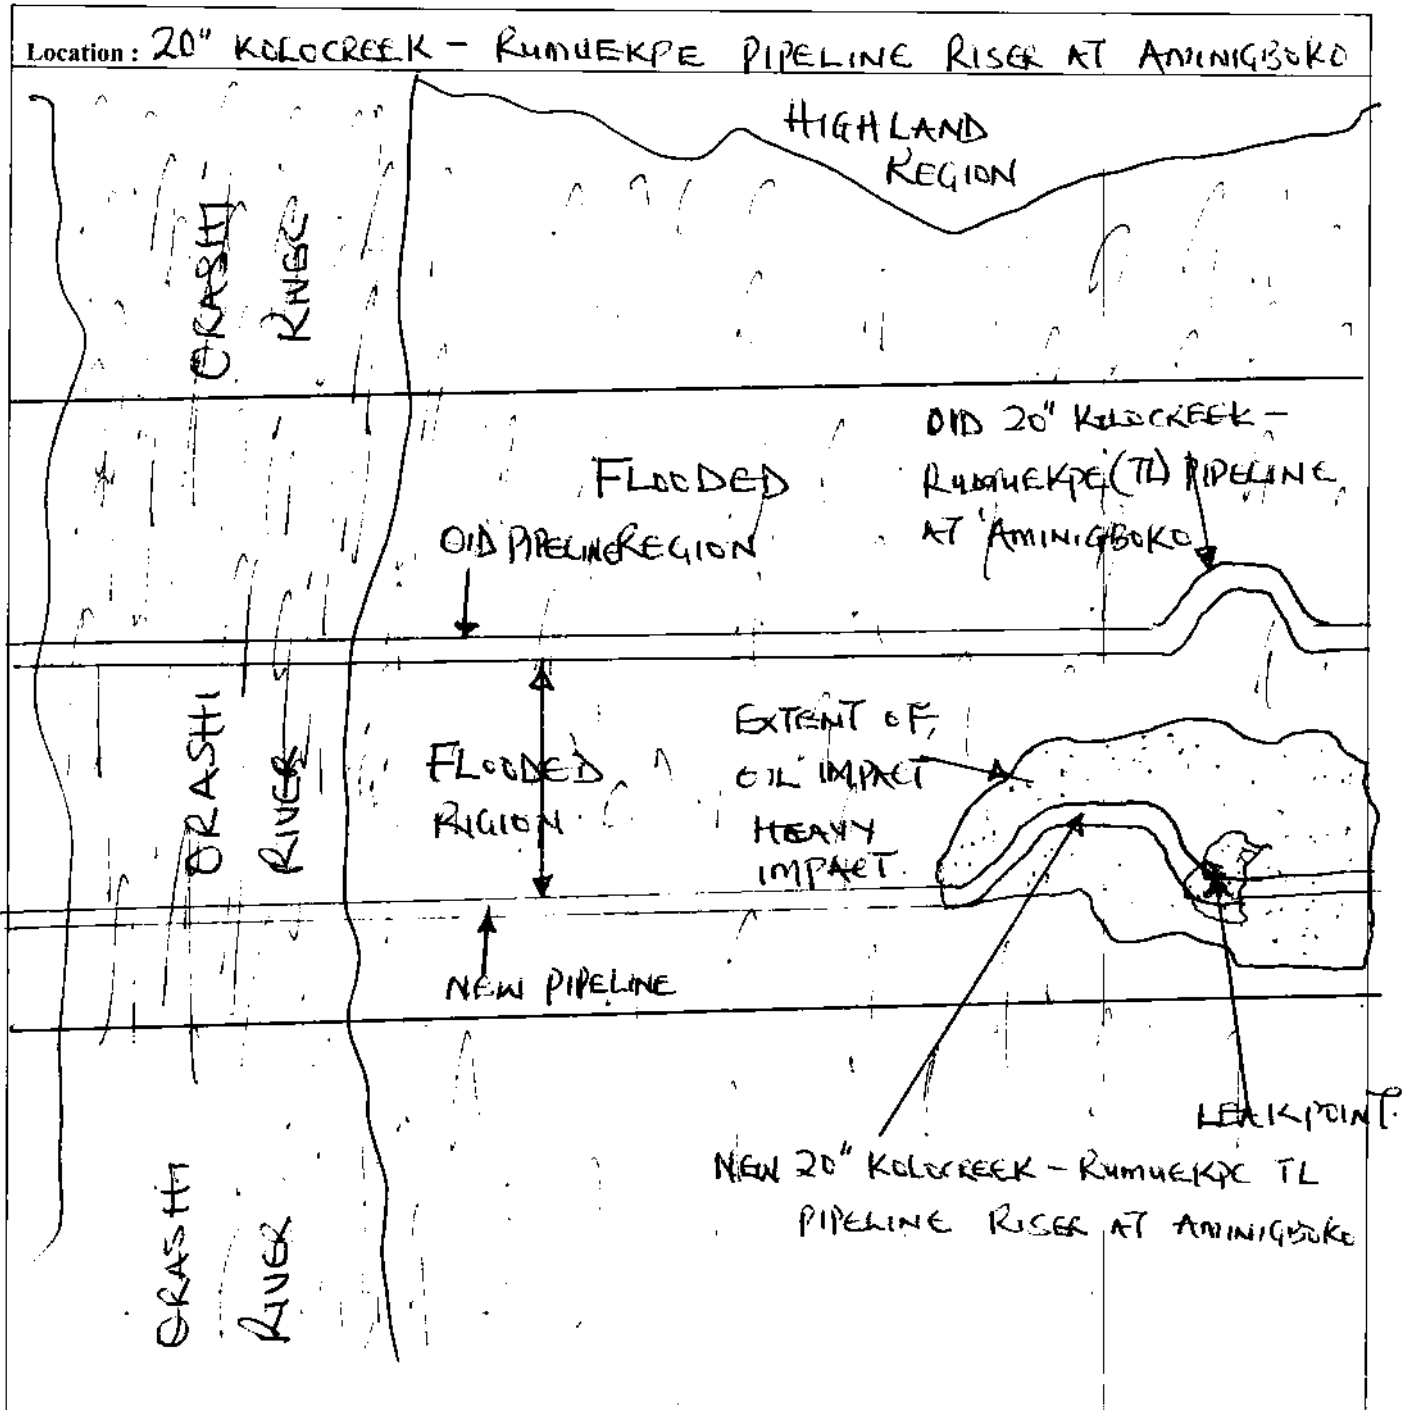 Location : 20" KOLOCREEK - RUMUEKPE PIPELINE RISER AT AMINIGBOKO
HIGHLAND
REGION
ORASHI
RIVER
OLD 20" KOLOCREEK -
RUMUEKPE (TL) PIPELINE
AT AMINIGBOKO
FLOODED
OLD PIPELINE REGION
ORASHI
RIVER
FLOODED
RIGION
EXTENT OF
OIL IMPACT
HEAVY
IMPACT.
NEW PIPELINE
LEAKPOINT.
NEW 20" KOLOCREEK - RUMUEKPE TL
PIPELINE RISER AT AMINIGBOKO
ORASHI
RIVER